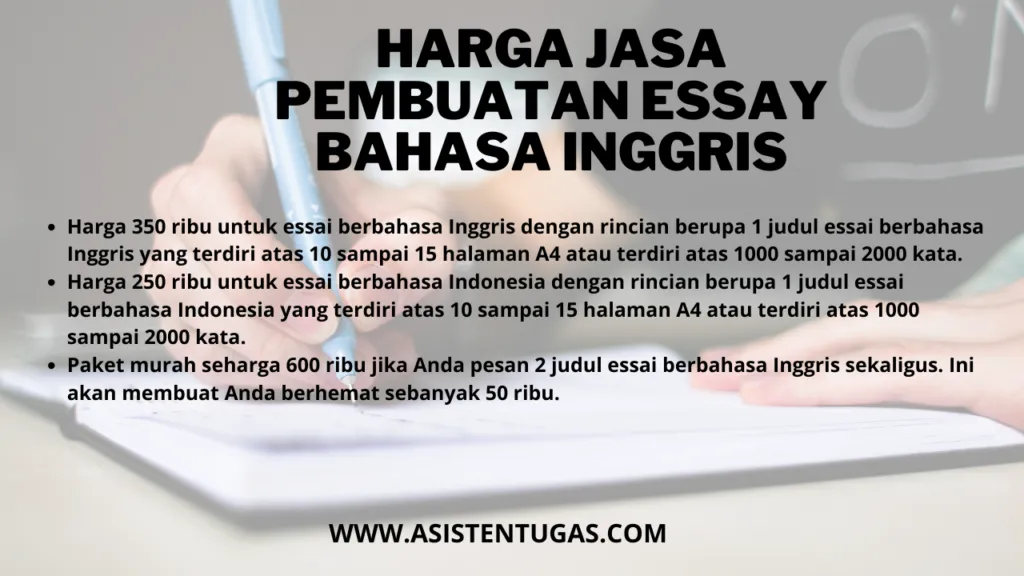 HARGA JASA
PEMBUATAN ESSAY
BAHASA INGGRIS
• Harga 350 ribu untuk essai berbahasa Inggris dengan rincian berupa 1 judul essai berbahasa
Inggris yang terdiri atas 10 sampai 15 halaman A4 atau terdiri atas 1000 sampai 2000 kata.
• Harga 250 ribu untuk essai berbahasa Indonesia dengan rincian berupa 1 judul essai
berbahasa Indonesia yang terdiri atas 10 sampai 15 halaman A4 atau terdiri atas 1000
sampai 2000 kata.
• Paket murah seharga 600 ribu jika Anda pesan 2 judul essai berbahasa Inggris sekaligus. Ini
akan membuat Anda berhemat sebanyak 50 ribu.
WWW.ASISTENTUGAS.COM